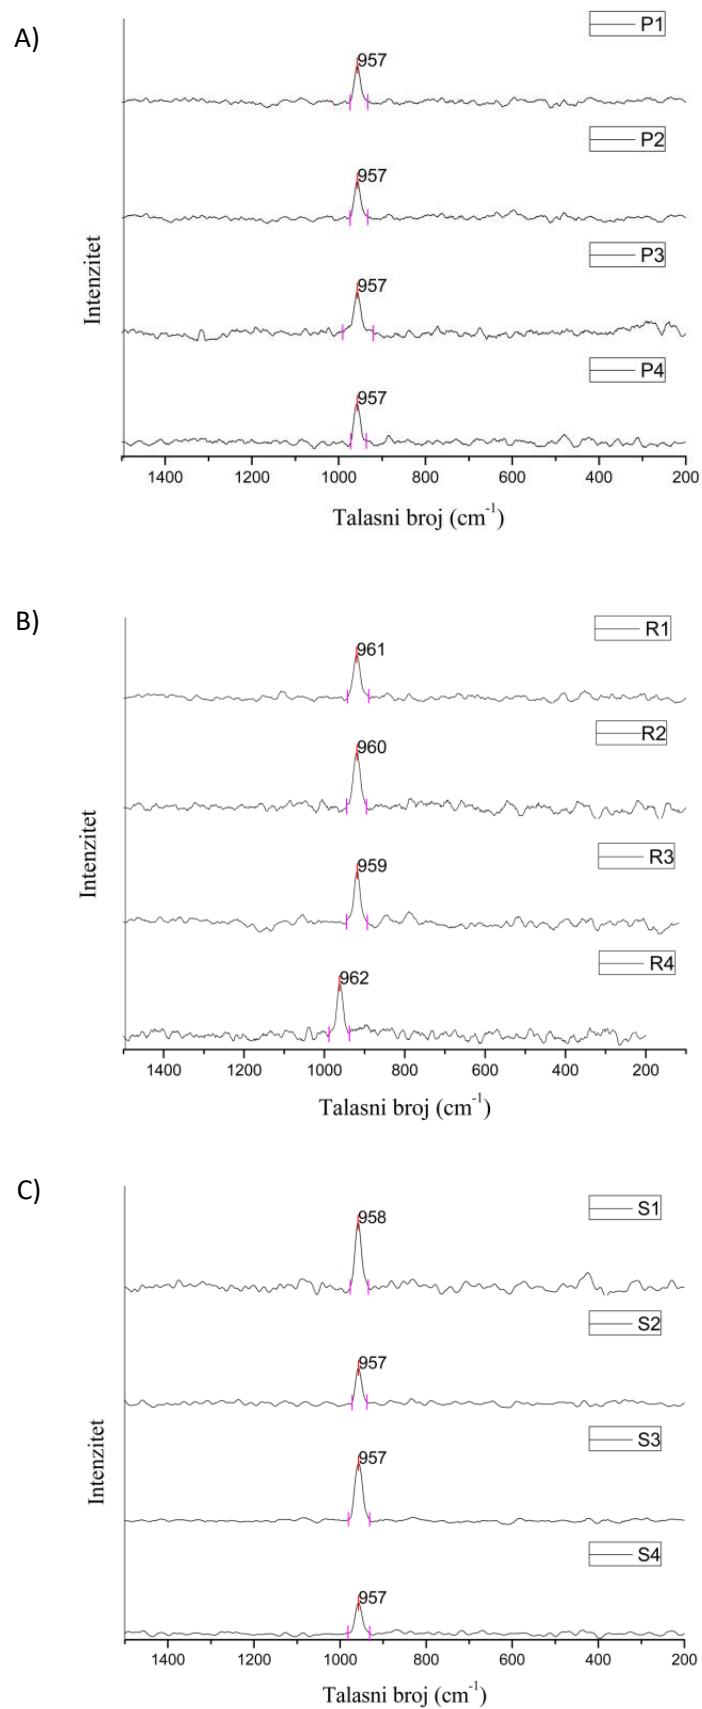 A)
P1
957
P2
957
Intenzitet
P3
957
P4
957
1400 1200 1000 800 600 400 200
Talasni broj (cm-1)
B)
R1
961
R2
960
Intenzitet
R3
959
R4
962
1400 1200 1000 800 600 400 200
Talasni broj (cm-1)
C)
S1
958
S2
957
Intenzitet
S3
957
S4
957
1400 1200 1000 800 600 400 200
Talasni broj (cm-1)